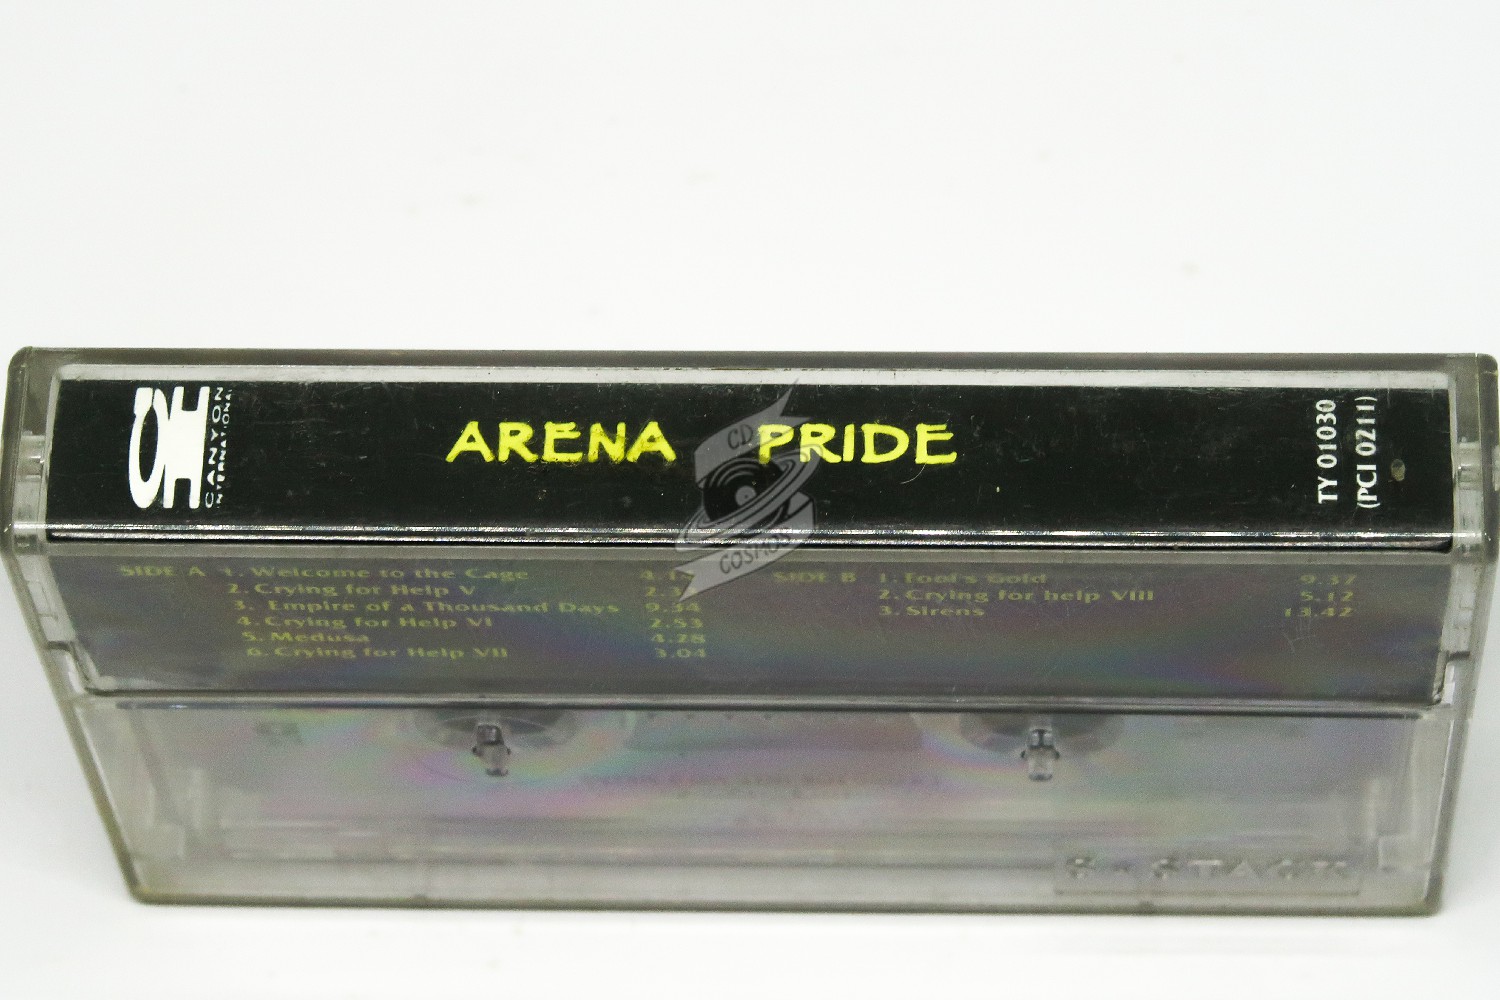 CANYON
INTERNATIONAL
ARENA PRIDE
TY 01030
(PCI 0211)
CD
COSMOS
SIDE A 1. Welcome to the Cage
2. Crying for Help V
3. Empire of a Thousand Days 9.34
4. Crying for Help VI 2.53
5. Medusa 4.28
6. Crying for Help VII 3.04
SIDE B 1. Fool's Gold 9.37
2. Crying for help VIII 5.12
3. Sirens 13.42